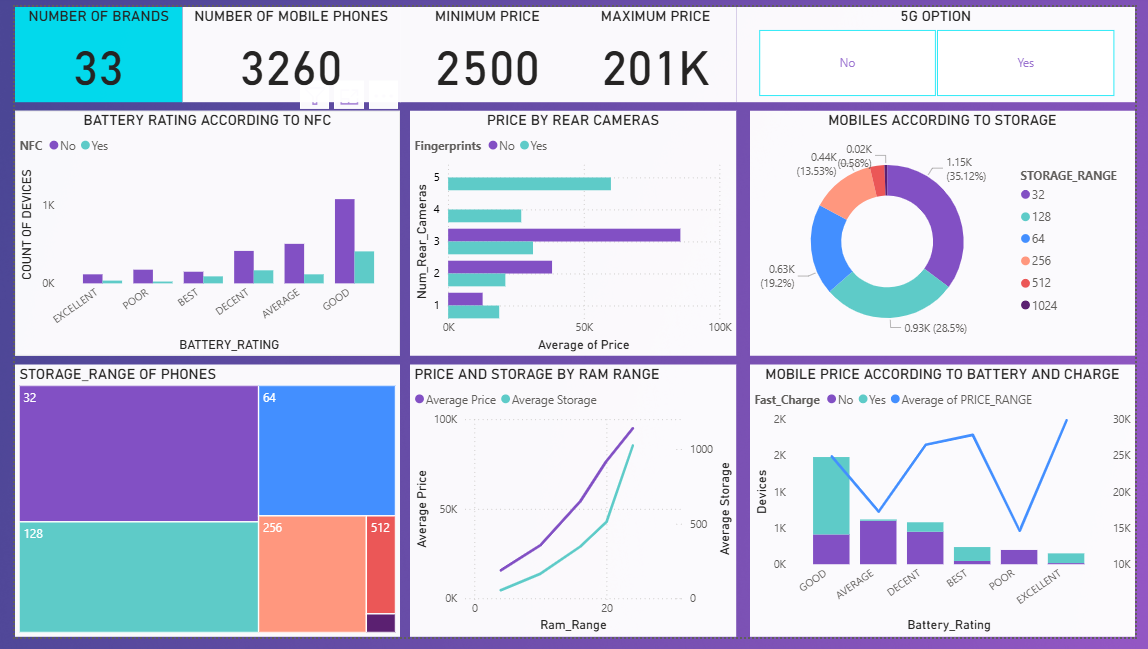 NUMBER OF BRANDS
33
NUMBER OF MOBILE PHONES
3260
MINIMUM PRICE
2500
MAXIMUM PRICE
201K
5G OPTION
No
Yes
BATTERY RATING ACCORDING TO NFC
NFC No Yes
COUNT OF DEVICES
1K
0K
EXCELLENT
POOR
BEST
DECENT
AVERAGE
GOOD
BATTERY_RATING
PRICE BY REAR CAMERAS
Fingerprints No Yes
Num_Rear_Cameras
5
4
3
2
1
0K
50K
100K
Average of Price
MOBILES ACCORDING TO STORAGE
0.02K
(0.58%)
0.44K
(13.53%)
1.15K
(35.12%)
0.63K
(19.2%)
0.93K (28.5%)
STORAGE_RANGE
32
128
64
256
512
1024
STORAGE_RANGE OF PHONES
32
64
128
256
512
PRICE AND STORAGE BY RAM RANGE
Average Price Average Storage
Average Price
100K
50K
0K
0
20
1000
500
0
Average Storage
Ram_Range
MOBILE PRICE ACCORDING TO BATTERY AND CHARGE
Fast_Charge No Yes Average of PRICE_RANGE
Devices
2K
2K
1K
1K
0K
30K
25K
20K
15K
10K
GOOD
AVERAGE
DECENT
BEST
POOR
EXCELLENT
Battery_Rating